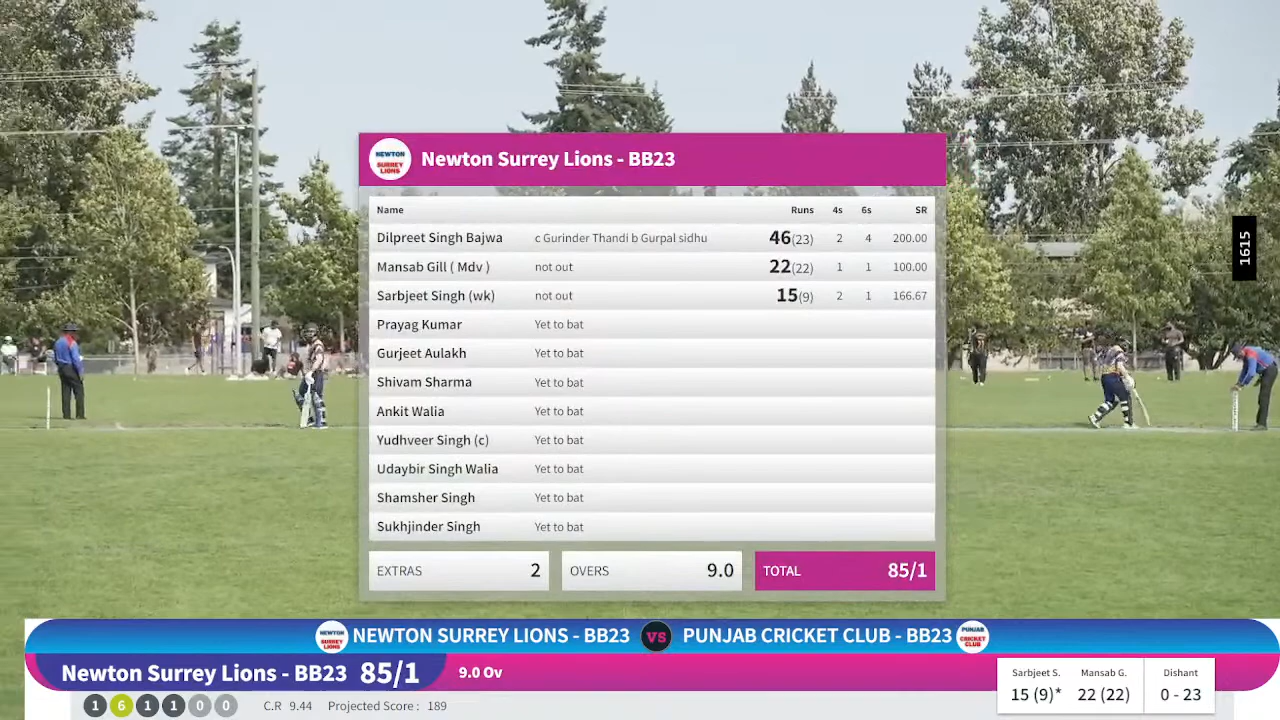 NEWTON SURREY LIONS
Newton Surrey Lions - BB23
Name Runs 4s 6s SR
Dilpreet Singh Bajwa c Gurinder Thandi b Gurpal sidhu 46(23) 2 4 200.00
Mansab Gill ( Mdv ) not out 22(22) 1 1 100.00
Sarbjeet Singh (wk) not out 15(9) 2 1 166.67
Prayag Kumar Yet to bat
Gurjeet Aulakh Yet to bat
Shivam Sharma Yet to bat
Ankit Walia Yet to bat
Yudhveer Singh (c) Yet to bat
Udaybir Singh Walia Yet to bat
Shamsher Singh Yet to bat
Sukhjinder Singh Yet to bat
EXTRAS 2 OVERS 9.0 TOTAL 85/1
1615
NEWTON SURREY LIONS NEWTON SURREY LIONS - BB23 VS PUNJAB CRICKET CLUB - BB23 PUNJAB CRICKET CLUB
Newton Surrey Lions - BB23 85/1 9.0 Ov
Sarbjeet S. Mansab G. Dishant
15 (9)* 22 (22) 0 - 23
1 6 1 1 0 0 C.R 9.44 Projected Score : 189